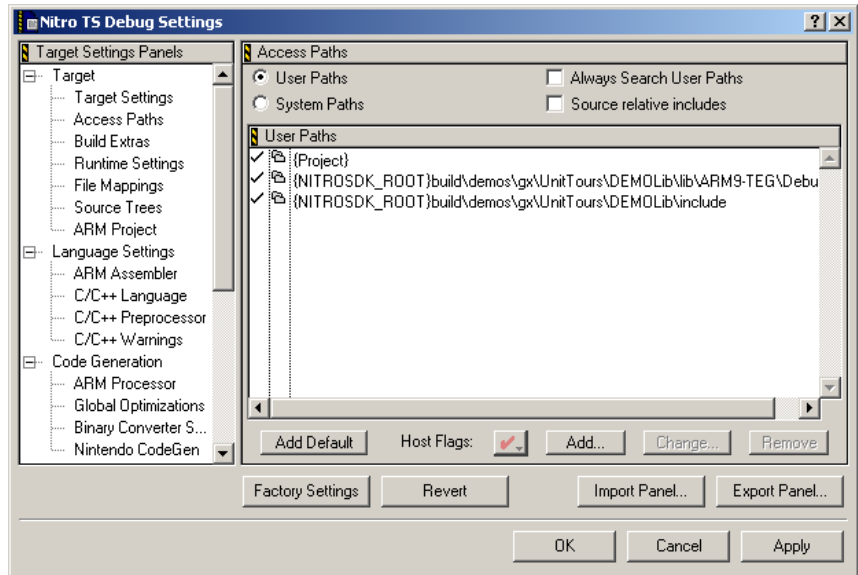 Nitro TS Debug Settings
Target Settings Panels
Target
Target Settings
Access Paths
Build Extras
Runtime Settings
File Mappings
Source Trees
ARM Project
Language Settings
ARM Assembler
C/C++ Language
C/C++ Preprocessor
C/C++ Warnings
Code Generation
ARM Processor
Global Optimizations
Binary Converter S...
Nintendo CodeGen
Access Paths
User Paths
Always Search User Paths
System Paths
Source relative includes
User Paths
{Project}
{NITROSDK_ROOT}build\demos\gx\UnitTours\DEMOLib\lib\ARM9-TEG\Debu
{NITROSDK_ROOT}build\demos\gx\UnitTours\DEMOLib\include
Add Default Host Flags: Add... Change... Remove
Factory Settings Revert Import Panel... Export Panel...
OK Cancel Apply